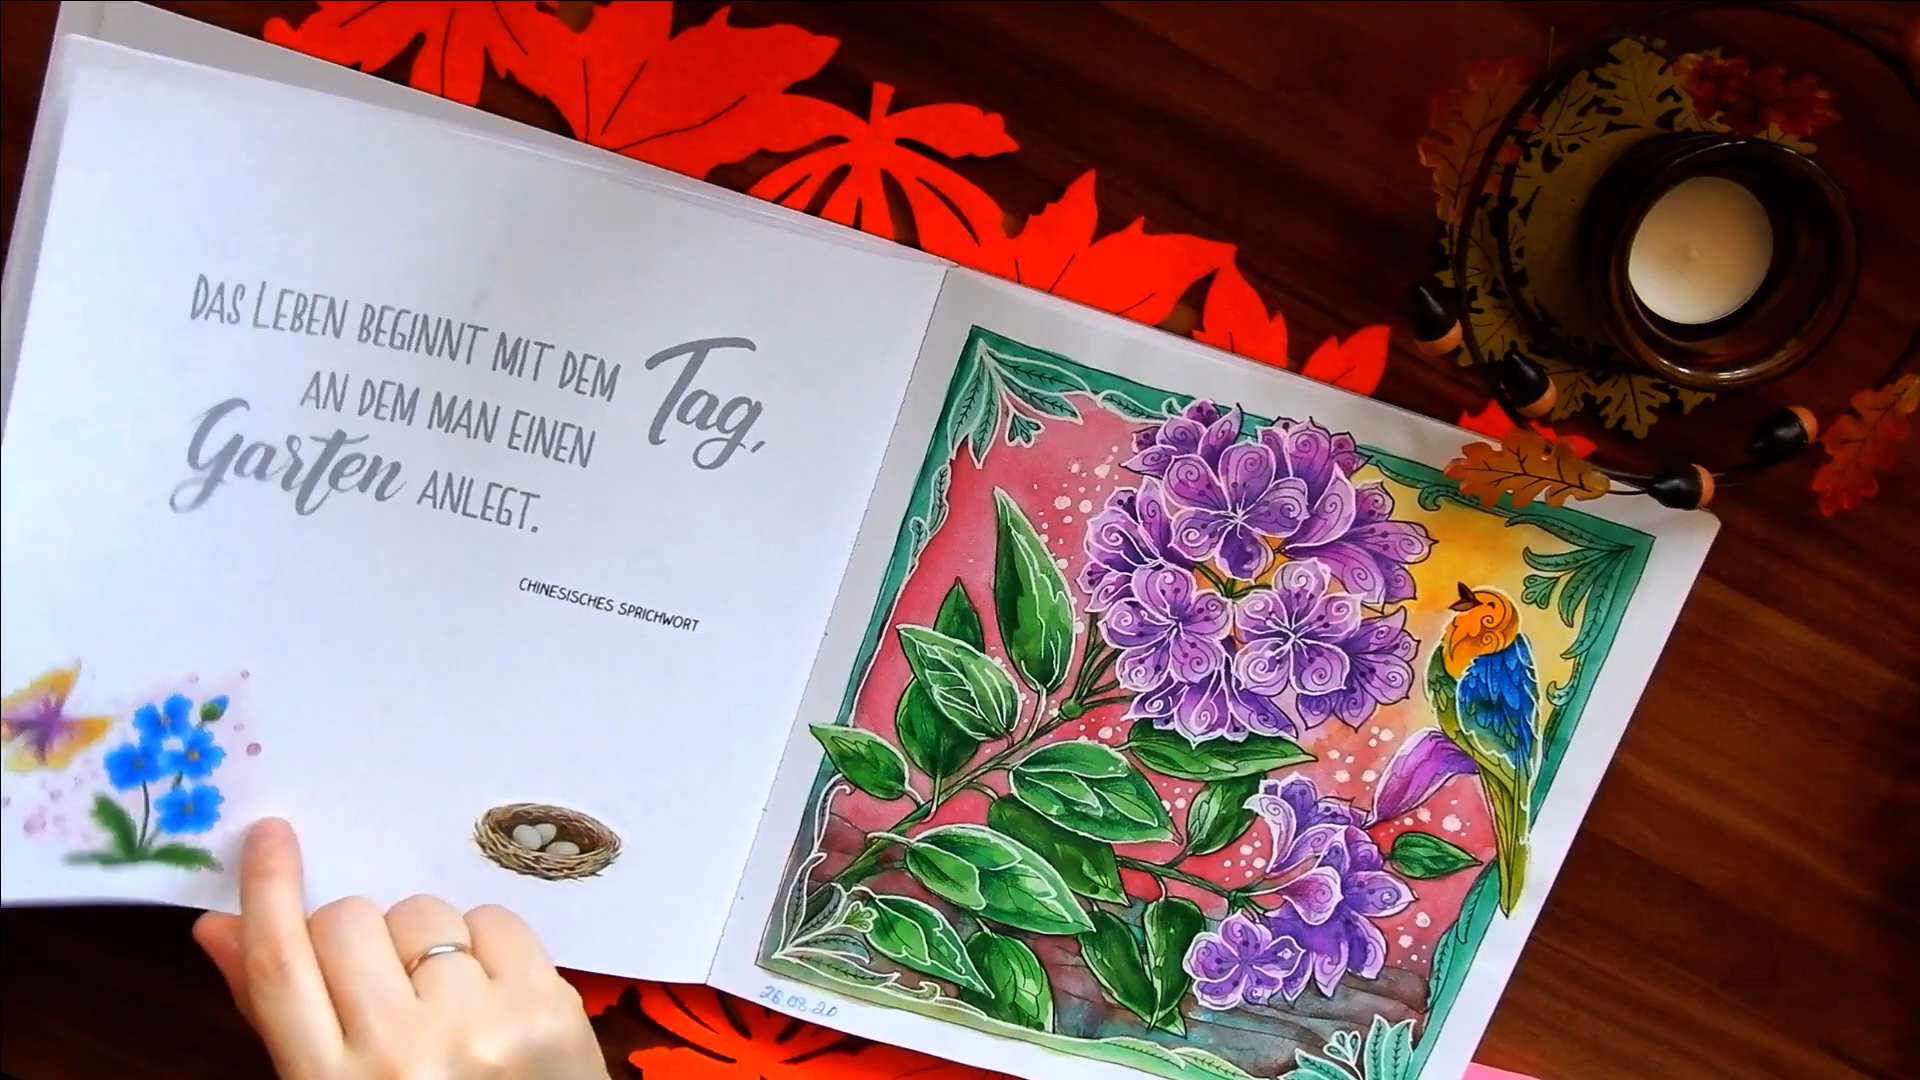 DAS LEBEN BEGINNT MIT DEM Tag,
AN DEM MAN EINEN
Garten ANLEGT.
CHINESISCHES SPRICHWORT
26.08.20